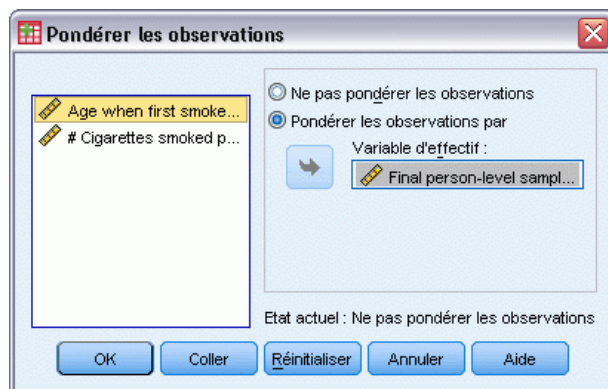 Pondérer les observations
Age when first smoke...
# Cigarettes smoked p...
Ne pas pondérer les observations
Pondérer les observations par
Variable d'effectif :
Final person-level sampl...
Etat actuel : Ne pas pondérer les observations
OK
Coller
Réinitialiser
Annuler
Aide